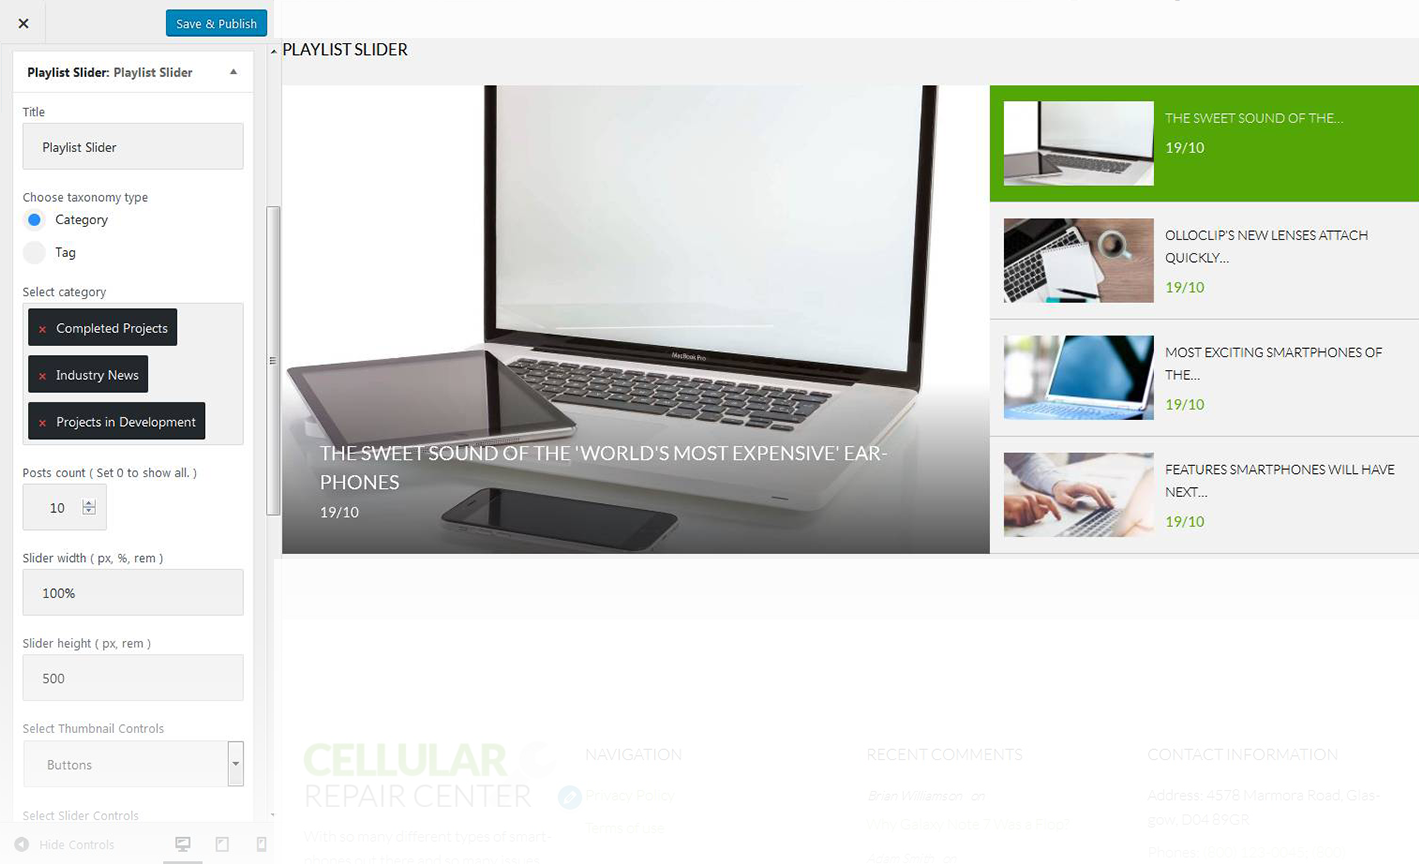 Save & Publish
Playlist Slider: Playlist Slider
Title
Playlist Slider
Choose taxonomy type
Category
Tag
Select category
× Completed Projects
× Industry News
× Projects in Development
Posts count ( Set 0 to show all. )
10
Slider width ( px, %, rem )
100%
Slider height ( px, rem )
500
Select Thumbnail Controls
Buttons
Select Slider Controls
Hide Controls
PLAYLIST SLIDER
MacBook Pro
THE SWEET SOUND OF THE 'WORLD'S MOST EXPENSIVE' EAR-
PHONES
19/10
THE SWEET SOUND OF THE...
19/10
OLLOCLIP'S NEW LENSES ATTACH
QUICKLY...
19/10
MOST EXCITING SMARTPHONES OF
THE...
19/10
FEATURES SMARTPHONES WILL HAVE
NEXT...
19/10
CELLULAR
REPAIR CENTER
With so many different types of smart-
phones out there and so many issues
NAVIGATION
Privacy Policy
Terms of Use
RECENT COMMENTS
Brian Williamson on
Why Galaxy Note 7 Was a Flop?
Adam Smith on
CONTACT INFORMATION
Address: 4578 Marmora Road, Glas-
gow, D04 89GR
Phones: